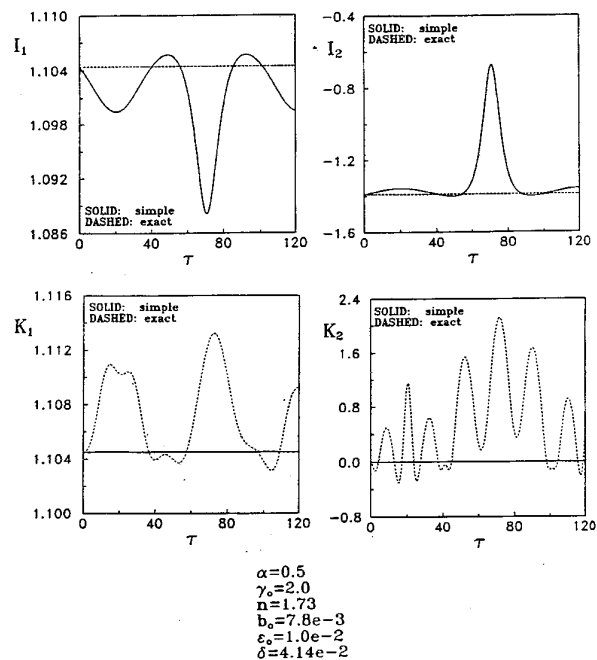 I₁
1.110
1.104
1.098
1.092
1.086
SOLID: simple
DASHED: exact
0 40 80 120
τ
I₂
-0.4
-0.8
-1.2
-1.6
SOLID: simple
DASHED: exact
0 40 80 120
τ
K₁
1.116
1.112
1.108
1.104
1.100
SOLID: simple
DASHED: exact
0 40 80 120
τ
K₂
2.4
1.6
0.8
0.0
-0.8
SOLID: simple
DASHED: exact
0 40 80 120
τ
α=0.5
γₒ=2.0
n=1.73
bₒ=7.8e-3
εₒ=1.0e-2
δ=4.14e-2